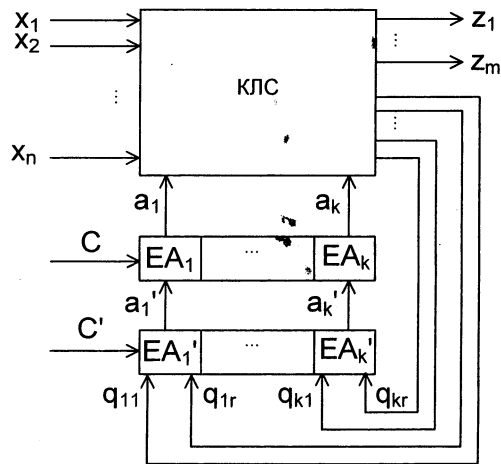 x₁ z₁
x₂ ...
⋮ КЛС zₘ
...
xₙ
a₁ aₖ
C EA₁ ... EAₖ
a₁' aₖ'
C' EA₁' ... EAₖ'
q₁₁ q₁ᵣ qₖ₁ qₖᵣ